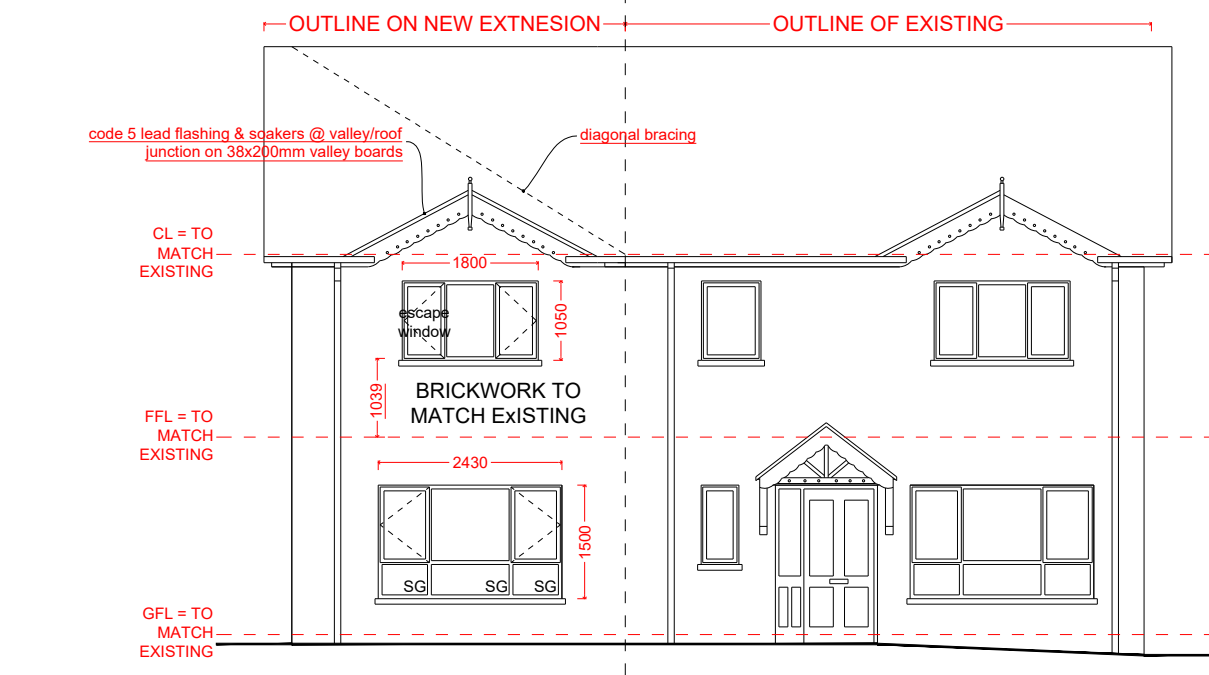 OUTLINE ON NEW EXTNESION
OUTLINE OF EXISTING
code 5 lead flashing & soakers @ valley/roof
junction on 38x200mm valley boards
diagonal bracing
CL = TO
MATCH
EXISTING
1800
escape
window
1050
1039
BRICKWORK TO
MATCH ExISTING
FFL = TO
MATCH
EXISTING
2430
1500
SG
SG
SG
GFL = TO
MATCH
EXISTING